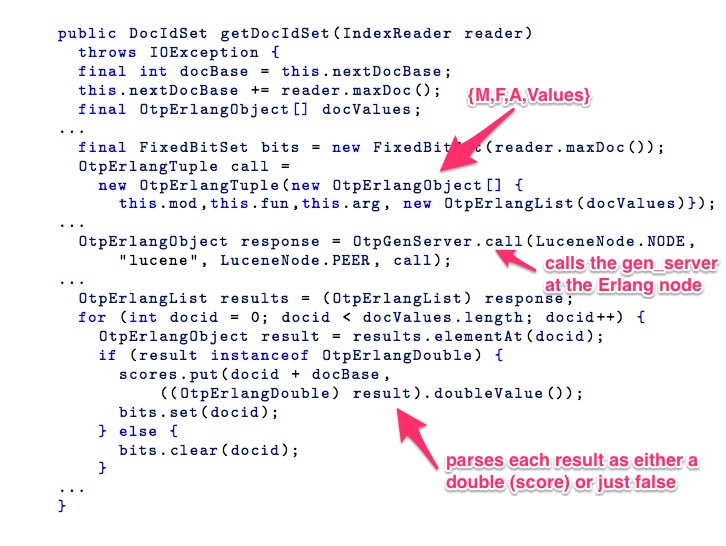 public DocIdSet getDocIdSet(IndexReader reader)
throws IOException {
final int docBase = this.nextDocBase;
this.nextDocBase += reader.maxDoc();
final OtpErlangObject[] docValues;
{M,F,A,Values}
...
final FixedBitSet bits = new FixedBitSet(reader.maxDoc());
OtpErlangTuple call =
new OtpErlangTuple(new OtpErlangObject[] {
this.mod,this.fun,this.arg, new OtpErlangList(docValues)});
...
OtpErlangObject response = OtpGenServer.call(LuceneNode.NODE,
"lucene", LuceneNode.PEER, call);
calls the gen_server
at the Erlang node
...
OtpErlangList results = (OtpErlangList) response;
for (int docid = 0; docid < docValues.length; docid++) {
OtpErlangObject result = results.elementAt(docid);
if (result instanceof OtpErlangDouble) {
scores.put(docid + docBase,
((OtpErlangDouble) result).doubleValue());
bits.set(docid);
} else {
bits.clear(docid);
}
parses each result as either a
double (score) or just false
...
}